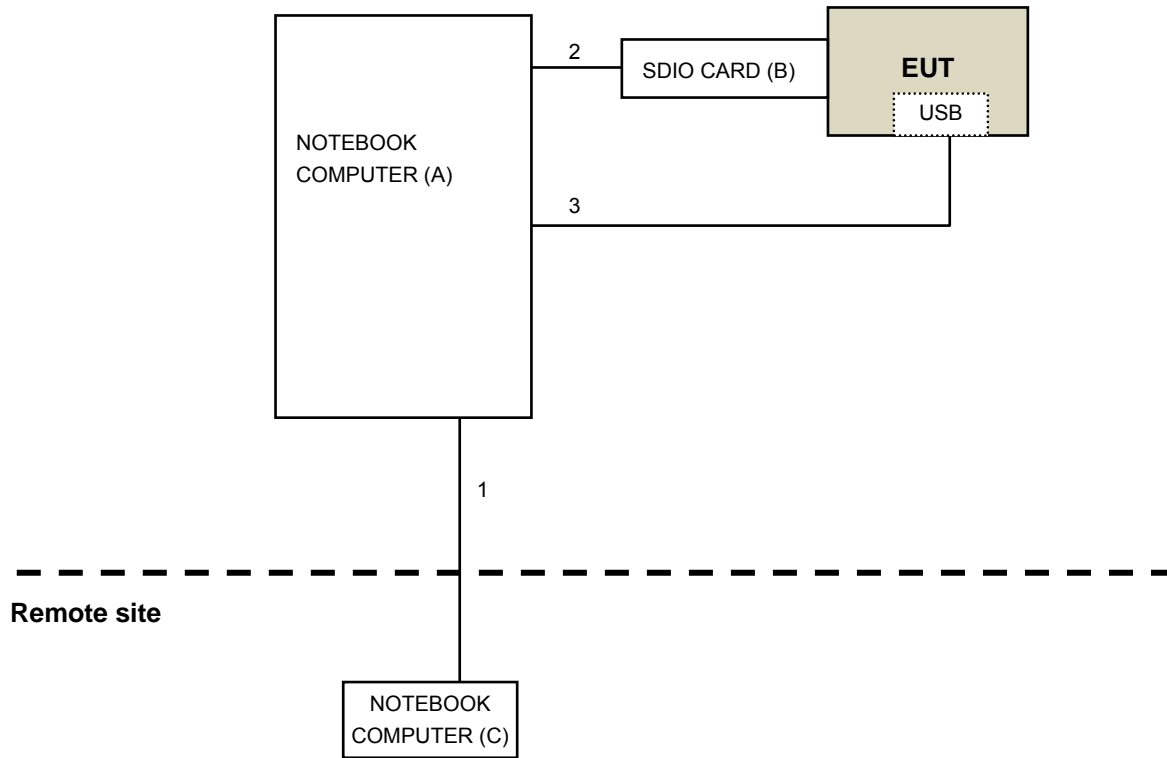 2
SDIO CARD (B)
EUT
USB
NOTEBOOK
COMPUTER (A)
3
1
Remote site
NOTEBOOK
COMPUTER (C)